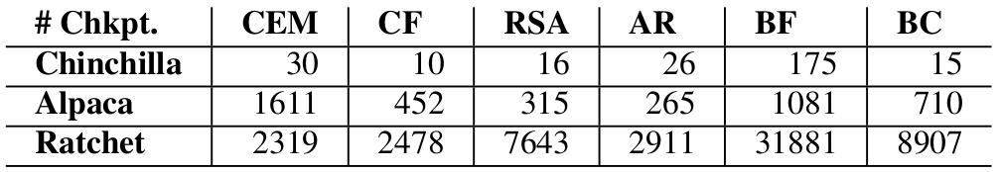 # Chkpt. CEM CF RSA AR BF BC
Chinchilla 30 10 16 26 175 15
Alpaca 1611 452 315 265 1081 710
Ratchet 2319 2478 7643 2911 31881 8907